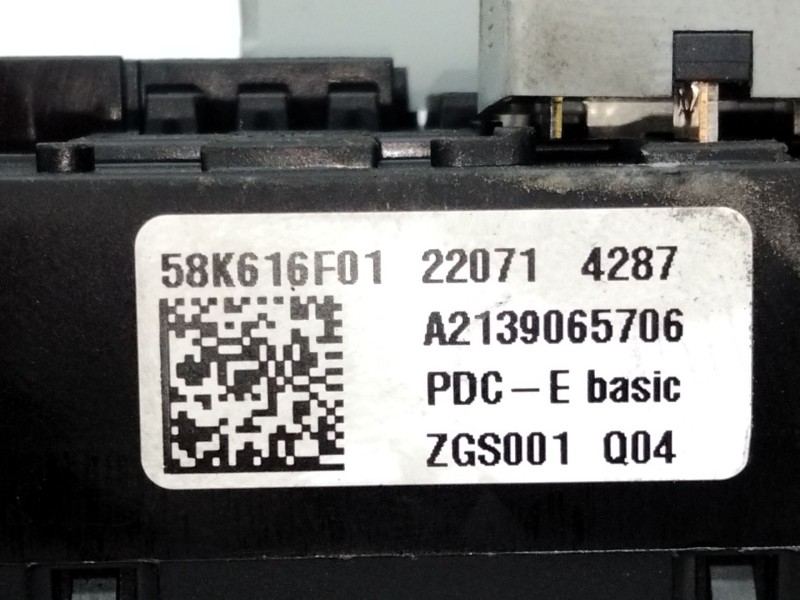 58K616F01 22071 4287
A2139065706
PDC-E basic
ZGS001 Q04